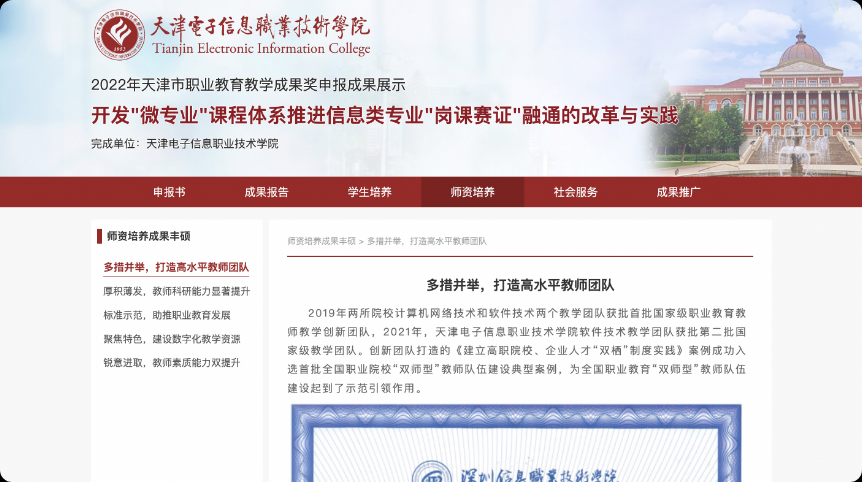 天津電子信息職業技術學院
Tianjin Electronic Information College
2022年天津市职业教育教学成果奖申报成果展示
开发"微专业"课程体系推进信息类专业"岗课赛证"融通的改革与实践
完成单位：天津电子信息职业技术学院
申报书 成果报告 学生培养 师资培养 社会服务 成果推广
师资培养成果丰硕
多措并举，打造高水平教师团队
厚积薄发，教师科研能力显著提升
标准示范，助推职业教育发展
聚焦特色，建设数字化教学资源
锐意进取，教师素质能力双提升
师资培养成果丰硕 > 多措并举，打造高水平教师团队
多措并举，打造高水平教师团队
2019年两所院校计算机网络技术和软件技术两个教学团队获批首批国家级职业教育教
师教学创新团队，2021年，天津电子信息职业技术学院软件技术教学团队获批第二批国
家级教学团队。创新团队打造的《建立高职院校、企业人才“双栖”制度实践》案例成功入
选首批全国职业院校“双师型”教师队伍建设典型案例，为全国职业教育“双师型”教师队伍
建设起到了示范引领作用。
深圳信息職業技術學院